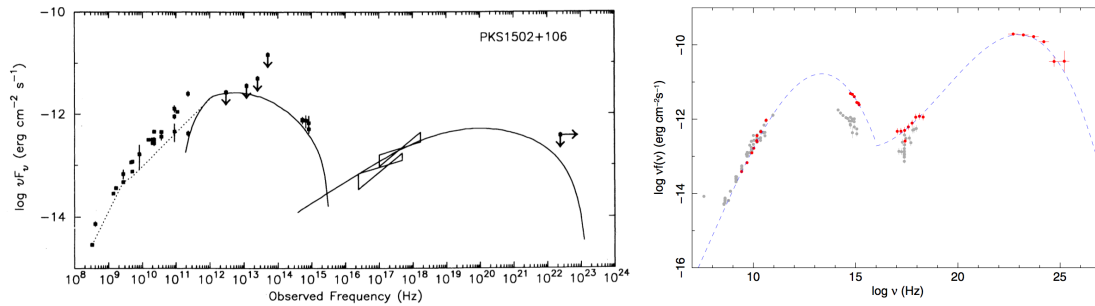 PKS1502+106
−10
−12
−14
log νFν (erg cm⁻² s⁻¹)
10⁸ 10⁹ 10¹⁰ 10¹¹ 10¹² 10¹³ 10¹⁴ 10¹⁵ 10¹⁶ 10¹⁷ 10¹⁸ 10¹⁹ 10²⁰ 10²¹ 10²² 10²³ 10²⁴
Observed Frequency (Hz)
−10
−12
−14
−16
log νf(ν) (erg cm⁻²s⁻¹)
10 15 20 25
log ν (Hz)